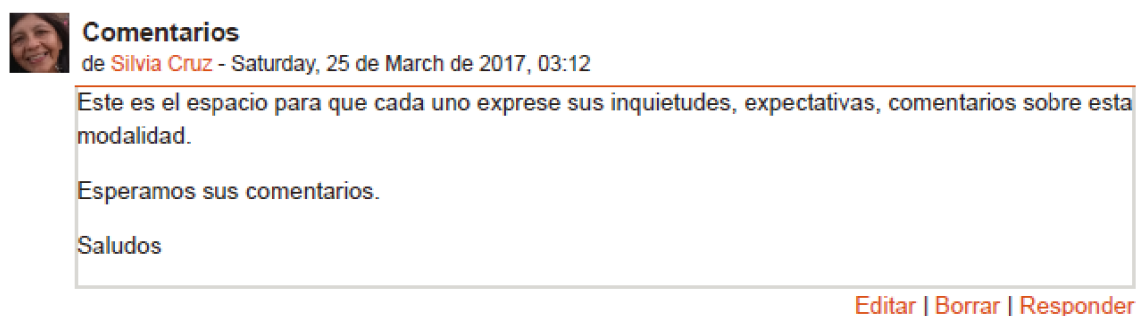 Comentarios
de Silvia Cruz - Saturday, 25 de March de 2017, 03:12
Este es el espacio para que cada uno exprese sus inquietudes, expectativas, comentarios sobre esta
modalidad.
Esperamos sus comentarios.
Saludos
Editar | Borrar | Responder